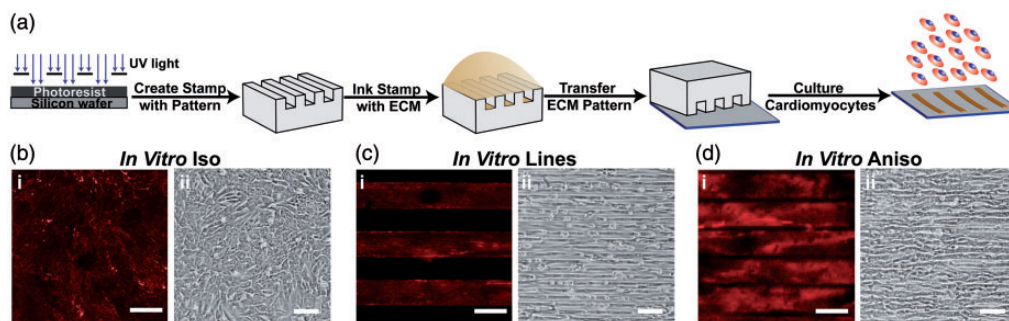 (a)
UV light
Photoresist
Silicon wafer
Create Stamp
with Pattern
Ink Stamp
with ECM
Transfer
ECM Pattern
Culture
Cardiomyocytes
(b) In Vitro Iso
i ii
(c) In Vitro Lines
i ii
(d) In Vitro Aniso
i ii